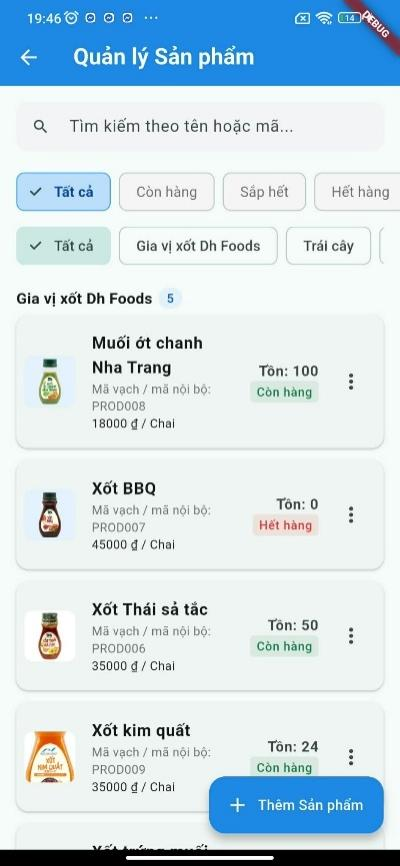 19:46
14
DEBUG
Quản lý Sản phẩm
Tìm kiếm theo tên hoặc mã...
Tất cả
Còn hàng
Sắp hết
Hết hàng
Tất cả
Gia vị xốt Dh Foods
Trái cây
Gia vị xốt Dh Foods 5
Muối ớt chanh
Nha Trang
Mã vạch / mã nội bộ:
PROD008
18000 ₫ / Chai
Tồn: 100
Còn hàng
Xốt BBQ
Mã vạch / mã nội bộ:
PROD007
45000 ₫ / Chai
Tồn: 0
Hết hàng
Xốt Thái sả tắc
Mã vạch / mã nội bộ:
PROD006
35000 ₫ / Chai
Tồn: 50
Còn hàng
XỐT
KIM QUẤT
Xốt kim quất
Mã vạch / mã nội bộ:
PROD009
35000 ₫ / Chai
Tồn: 24
Còn hàng
Thêm Sản phẩm
Xốt trứng muối